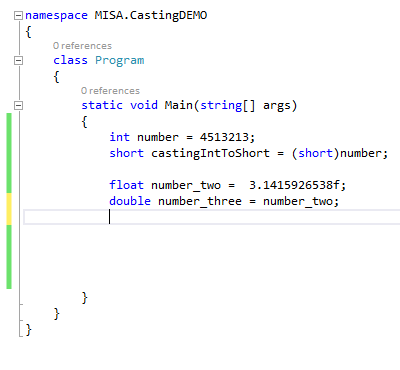 namespace MISA.CastingDEMO
{
0 references
class Program
{
0 references
static void Main(string[] args)
{
int number = 4513213;
short castingIntToShort = (short)number;
float number_two =  3.1415926538f;
double number_three = number_two;
}
}
}